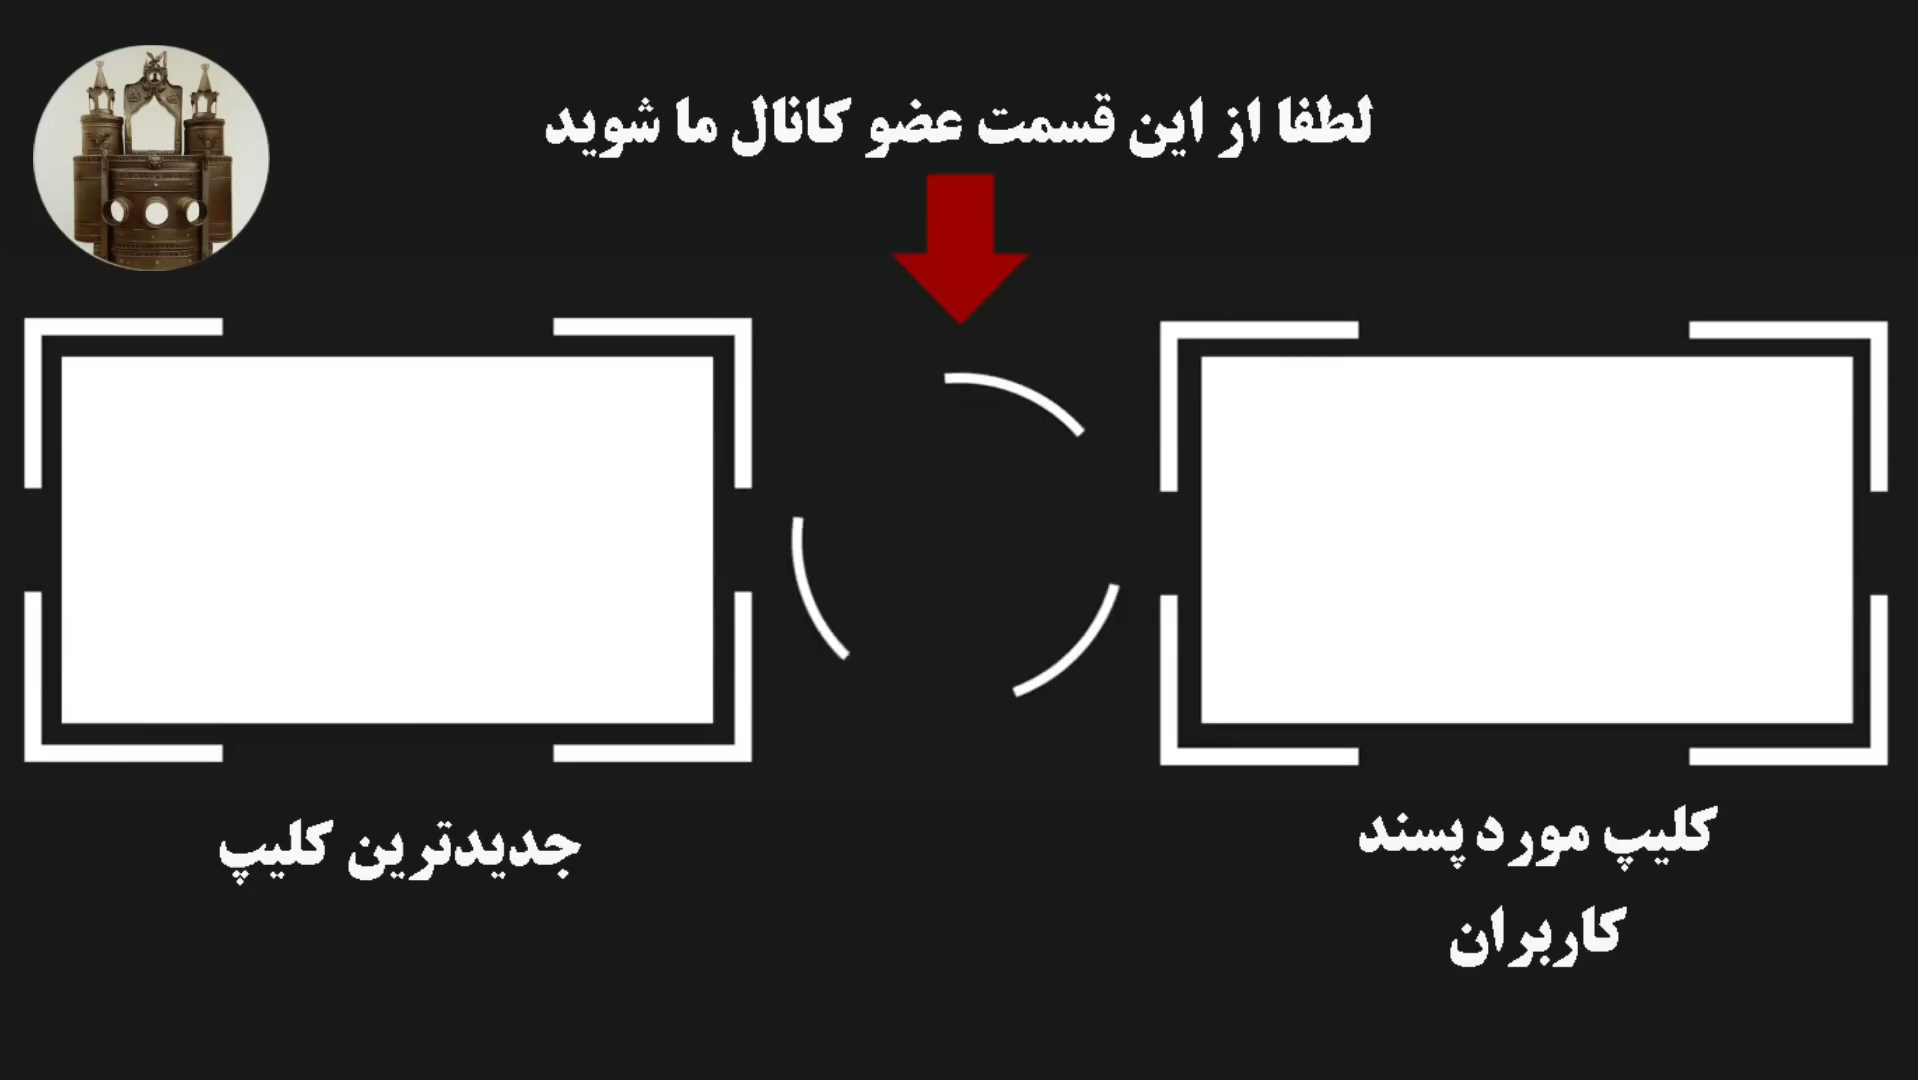 لطفا از این قسمت عضو کانال ما شوید
کلیپ مورد پسند
کاربران
جدیدترین کلیپ